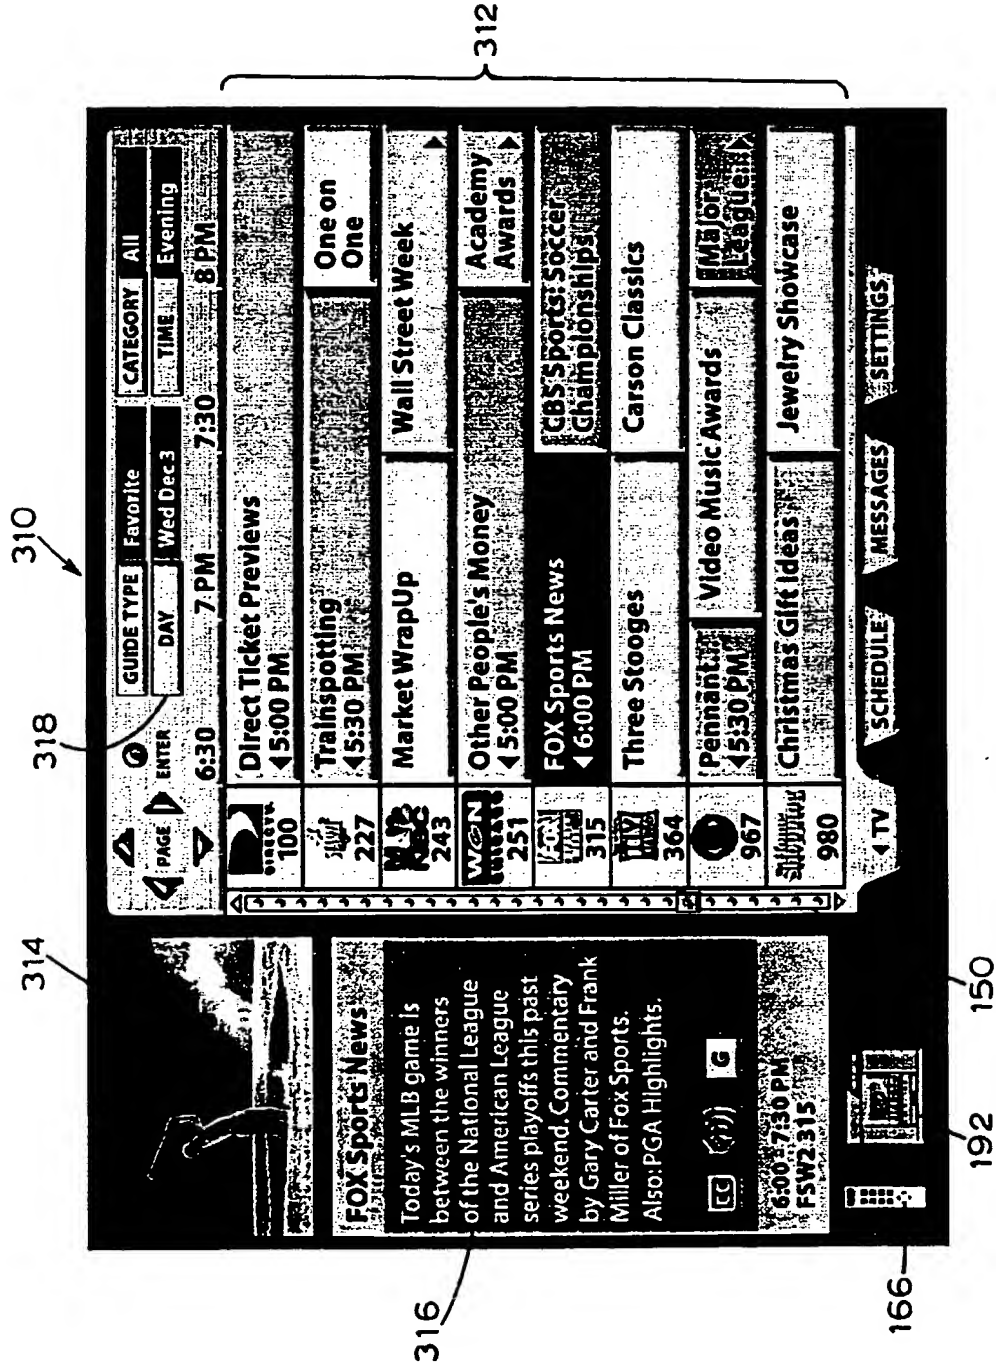 310
314
318
316
312
PAGE
ENTER
GUIDE TYPE Favorite CATEGORY All
DAY Wed Dec 3 TIME Evening
6:30 7 PM 7:30 8 PM
100 Direct Ticket Previews
5:00 PM
227 Trainspotting One on
5:30 PM One
243 Market WrapUp Wall Street Week
WGN
251 Other People's Money Academy
5:00 PM Awards
315 FOX Sports News CBS Sports: Soccer
6:00 PM Championships
364 Three Stooges Carson Classics
967 Pennant... Video Music Awards Major
5:30 PM League:
980 Christmas Gift Ideas Jewelry Showcase
TV SCHEDULE MESSAGES SETTINGS
FOX Sports News
Today's MLB game is
between the winners
of the National League
and American League
series playoffs this past
weekend. Commentary
by Gary Carter and Frank
Miller of Fox Sports.
Also: PGA Highlights.
CC G
6:00-7:30 PM
FSW2 315
166
192
150